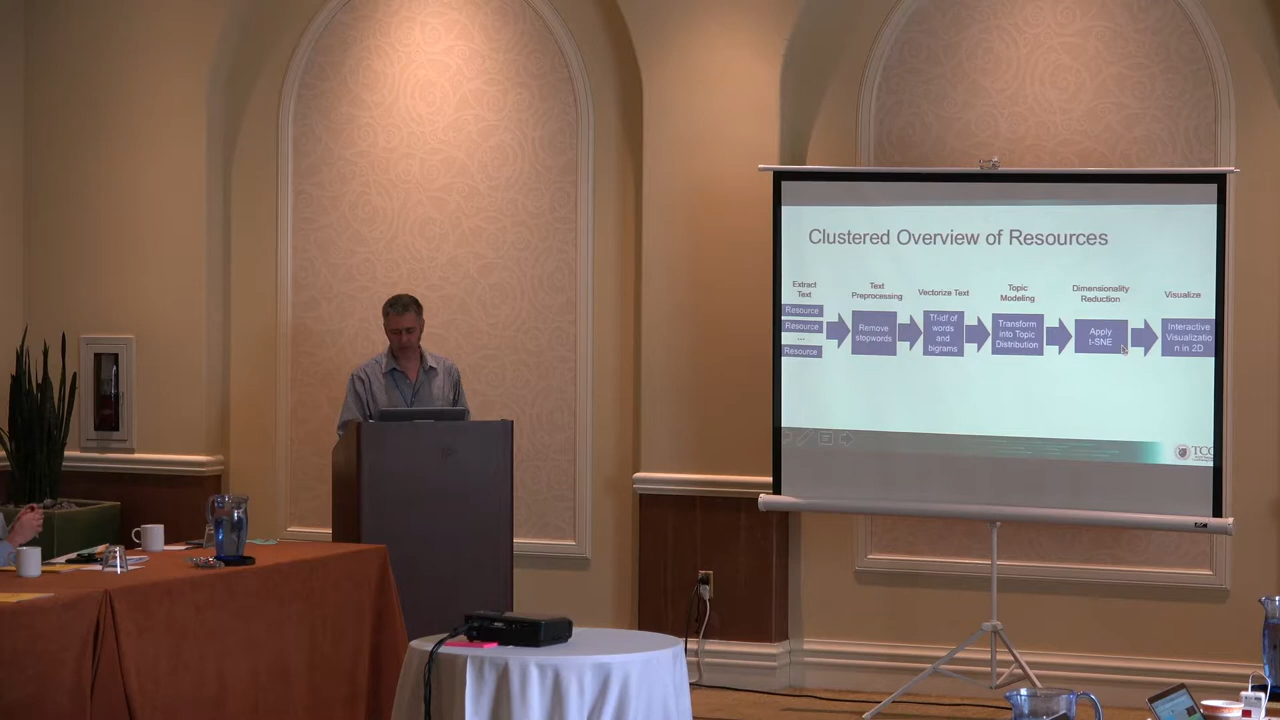 Clustered Overview of Resources
Extract
Text
Resource
Resource
...
Resource
Text
Preprocessing
Remove
stopwords
Vectorize Text
Tf-idf of
words
and
bigrams
Topic
Modeling
Transform
into Topic
Distribution
Dimensionality
Reduction
Apply
t-SNE
Visualize
Interactive
Visualizatio
n in 2D